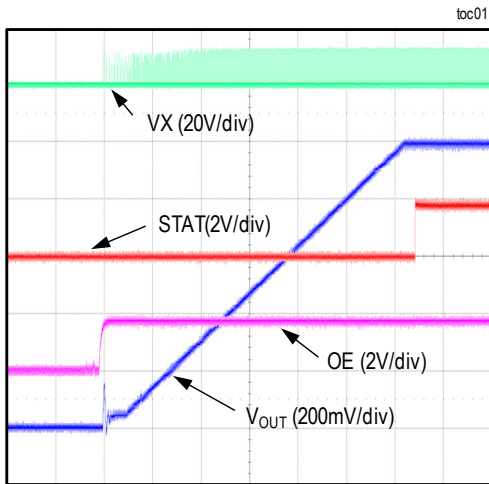 toc01
VX (20V/div)
STAT(2V/div)
OE (2V/div)
VOUT (200mV/div)